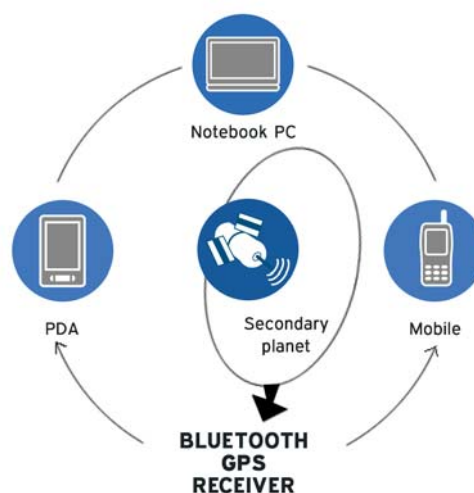 Notebook PC
PDA
Secondary
planet
Mobile
BLUETOOTH
GPS
RECEIVER